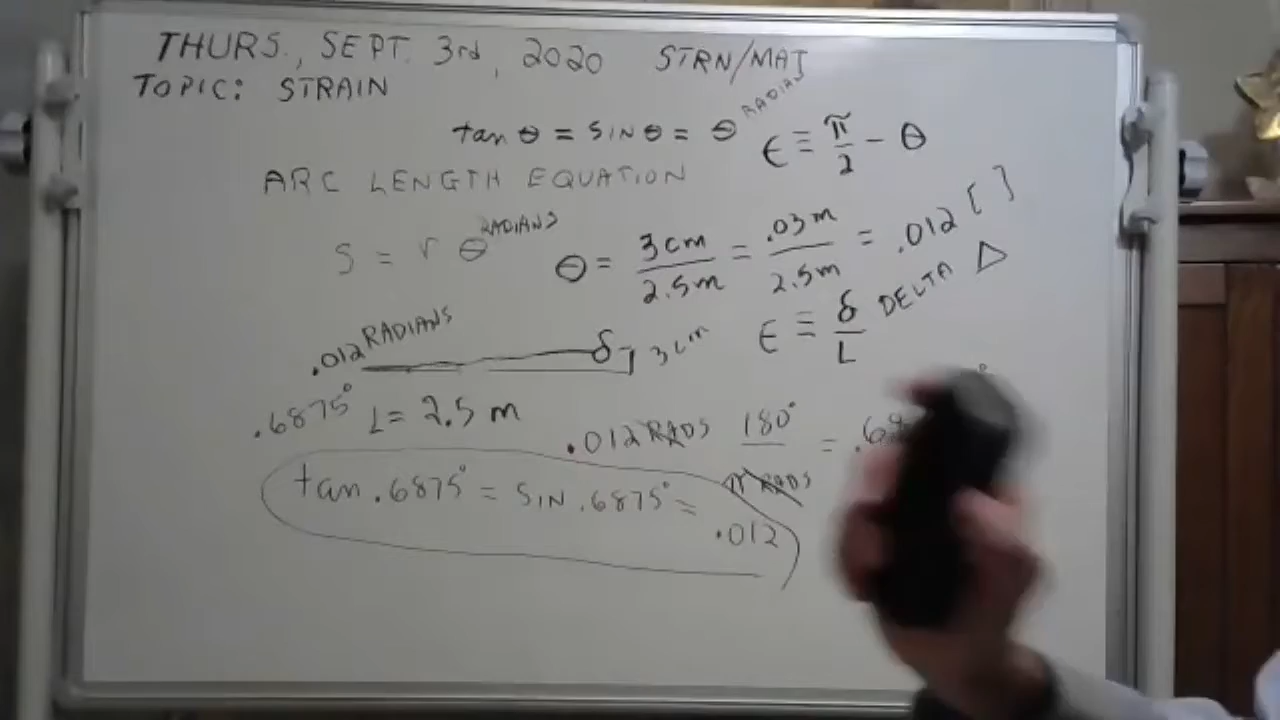 THURS., SEPT. 3rd, 2020 STRN/MAT
TOPIC: STRAIN
tan θ = SIN θ = θ RADIAN
ϵ ≡ π/2 - θ
ARC LENGTH EQUATION
S = r θ RADIANS
θ = 3cm/2.5m = .03m/2.5m = .012 [ ]
ϵ ≡ δ/L DELTA Δ
.012 RADIANS
δ 3cm
.6875° L = 2.5 m
.012 RADS 180°/π RADS = .68
tan .6875° = SIN .6875° = .012